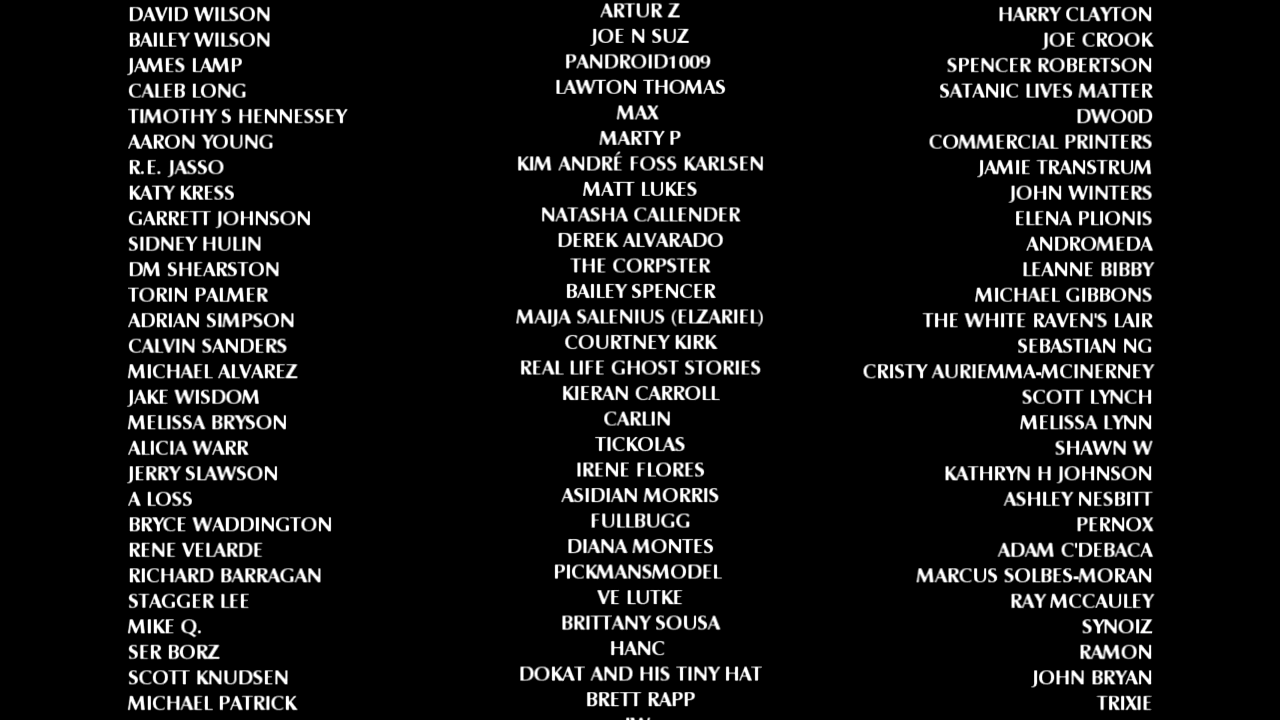 DAVID WILSON
BAILEY WILSON
JAMES LAMP
CALEB LONG
TIMOTHY S HENNESSEY
AARON YOUNG
R.E. JASSO
KATY KRESS
GARRETT JOHNSON
SIDNEY HULIN
DM SHEARSTON
TORIN PALMER
ADRIAN SIMPSON
CALVIN SANDERS
MICHAEL ALVAREZ
JAKE WISDOM
MELISSA BRYSON
ALICIA WARR
JERRY SLAWSON
A LOSS
BRYCE WADDINGTON
RENE VELARDE
RICHARD BARRAGAN
STAGGER LEE
MIKE Q.
SER BORZ
SCOTT KNUDSEN
MICHAEL PATRICK
ARTUR Z
JOE N SUZ
PANDROID1009
LAWTON THOMAS
MAX
MARTY P
KIM ANDRÉ FOSS KARLSEN
MATT LUKES
NATASHA CALLENDER
DEREK ALVARADO
THE CORPSTER
BAILEY SPENCER
MAIJA SALENIUS (ELZARIEL)
COURTNEY KIRK
REAL LIFE GHOST STORIES
KIERAN CARROLL
CARLIN
TICKOLAS
IRENE FLORES
ASIDIAN MORRIS
FULLBUGG
DIANA MONTES
PICKMANSMODEL
VE LUTKE
BRITTANY SOUSA
HANC
DOKAT AND HIS TINY HAT
BRETT RAPP
HARRY CLAYTON
JOE CROOK
SPENCER ROBERTSON
SATANIC LIVES MATTER
DWO0D
COMMERCIAL PRINTERS
JAMIE TRANSTRUM
JOHN WINTERS
ELENA PLIONIS
ANDROMEDA
LEANNE BIBBY
MICHAEL GIBBONS
THE WHITE RAVEN'S LAIR
SEBASTIAN NG
CRISTY AURIEMMA-MCINERNEY
SCOTT LYNCH
MELISSA LYNN
SHAWN W
KATHRYN H JOHNSON
ASHLEY NESBITT
PERNOX
ADAM C'DEBACA
MARCUS SOLBES-MORAN
RAY MCCAULEY
SYNOIZ
RAMON
JOHN BRYAN
TRIXIE